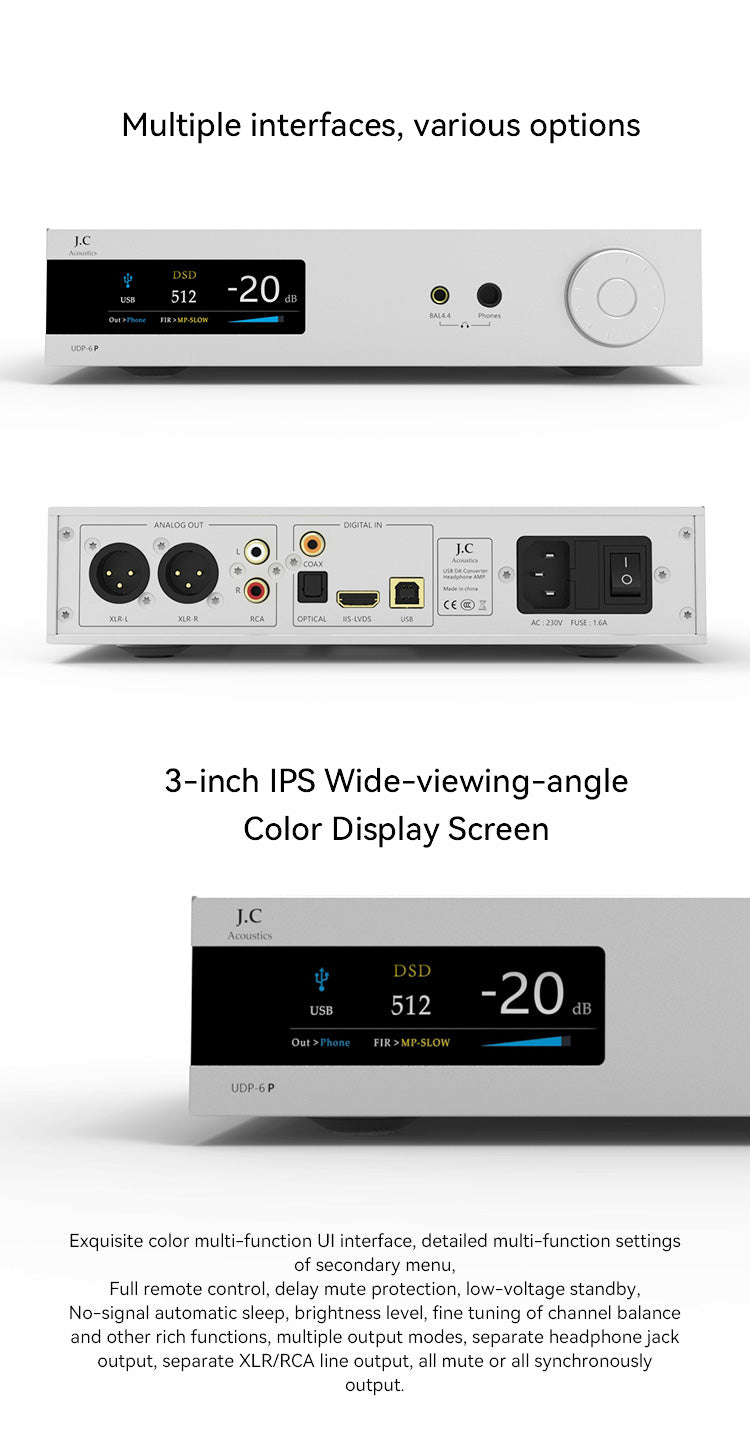 Multiple interfaces, various options
J.C
Acoustics
USB
DSD
512
-20 dB
Out > Phone
FIR > MP-SLOW
BAL4.4
Phones
UDP-6 P
ANALOG OUT
DIGITAL IN
L
R
COAX
XLR-L
XLR-R
RCA
OPTICAL
IIS-LVDS
USB
J.C
Acoustics
USB DA Converter
Headphone AMP
Made in china
CE CCC
I
O
AC : 230V FUSE : 1.6A
3-inch IPS Wide-viewing-angle
Color Display Screen
J.C
Acoustics
USB
DSD
512
-20 dB
Out > Phone
FIR > MP-SLOW
UDP-6 P
Exquisite color multi-function UI interface, detailed multi-function settings
of secondary menu,
Full remote control, delay mute protection, low-voltage standby,
No-signal automatic sleep, brightness level, fine tuning of channel balance
and other rich functions, multiple output modes, separate headphone jack
output, separate XLR/RCA line output, all mute or all synchronously
output.